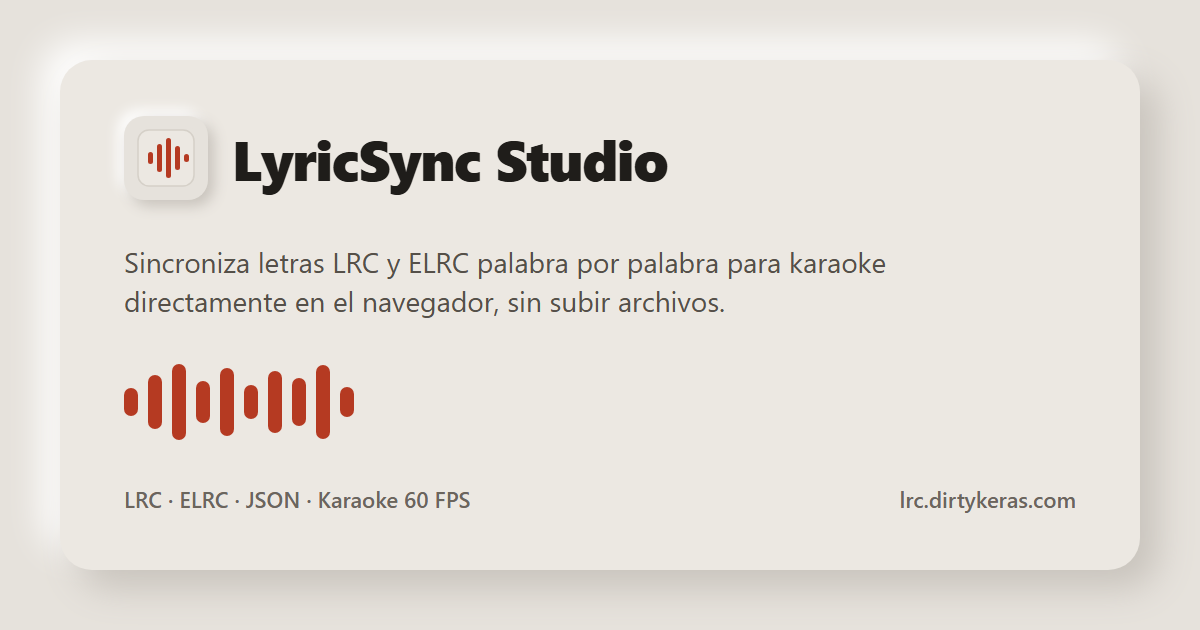 LyricSync Studio
Sincroniza letras LRC y ELRC palabra por palabra para karaoke
directamente en el navegador, sin subir archivos.
LRC · ELRC · JSON · Karaoke 60 FPS
lrc.dirtykeras.com